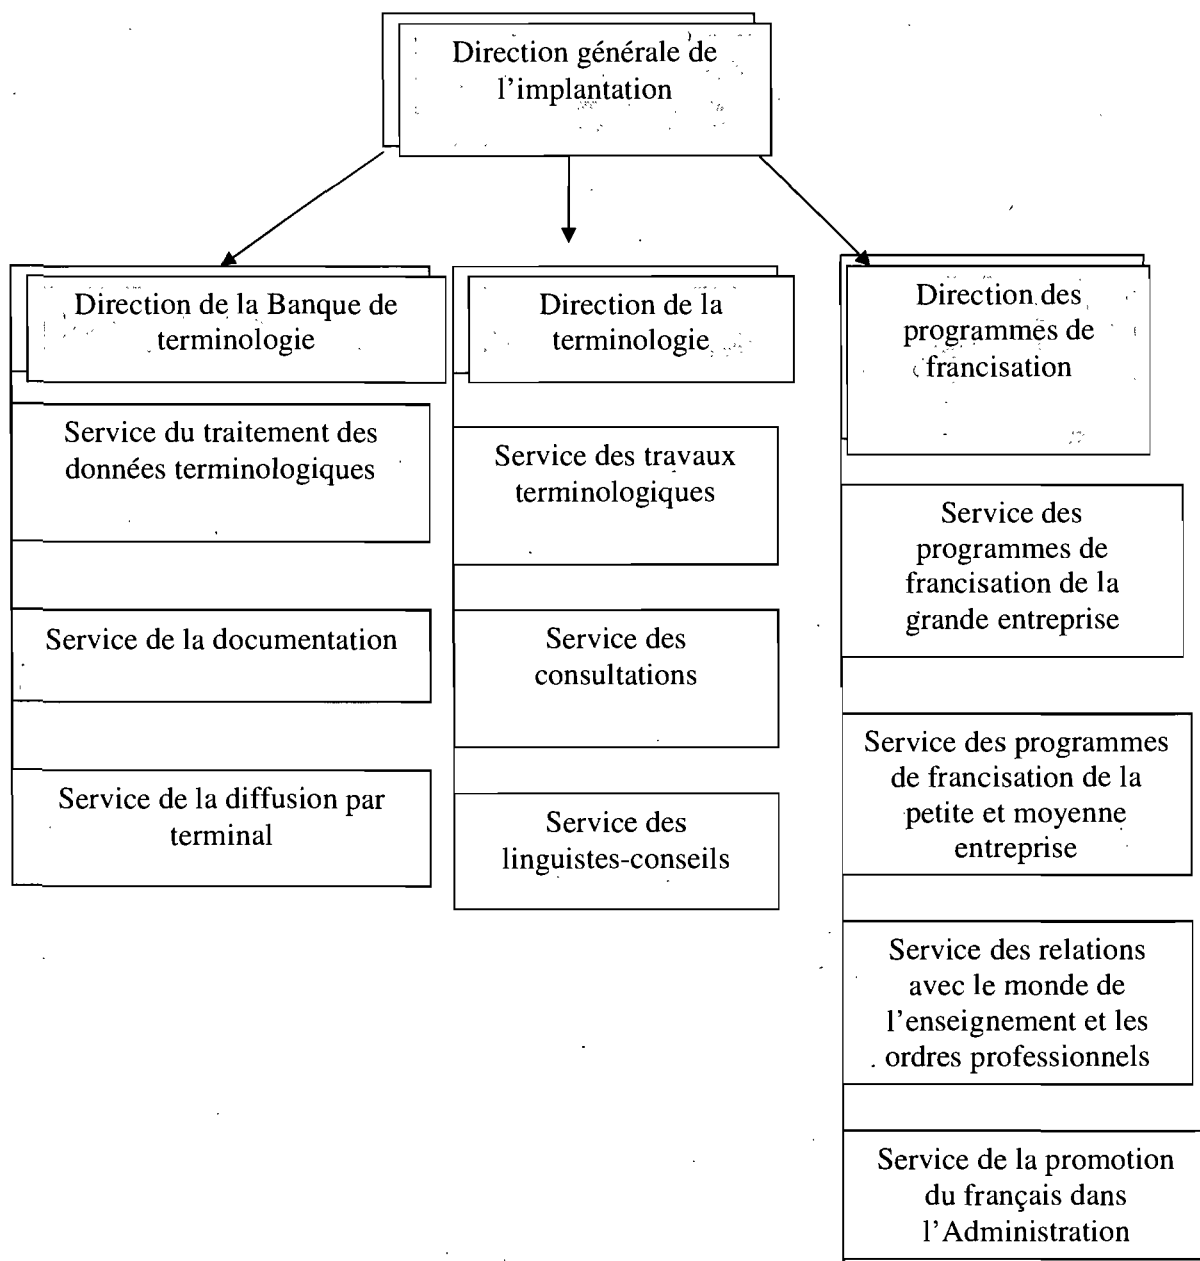 Direction générale de
l'implantation
Direction de la Banque de
terminologie
Service du traitement des
données terminologiques
Service de la documentation
Service de la diffusion par
terminal
Direction de la
terminologie
Service des travaux
terminologiques
Service des
consultations
Service des
linguistes-conseils
Direction des
programmes de
francisation
Service des
programmes de
francisation de la
grande entreprise
Service des programmes
de francisation de la
petite et moyenne
entreprise
Service des relations
avec le monde de
l'enseignement et les
ordres professionnels
Service de la promotion
du français dans
l'Administration